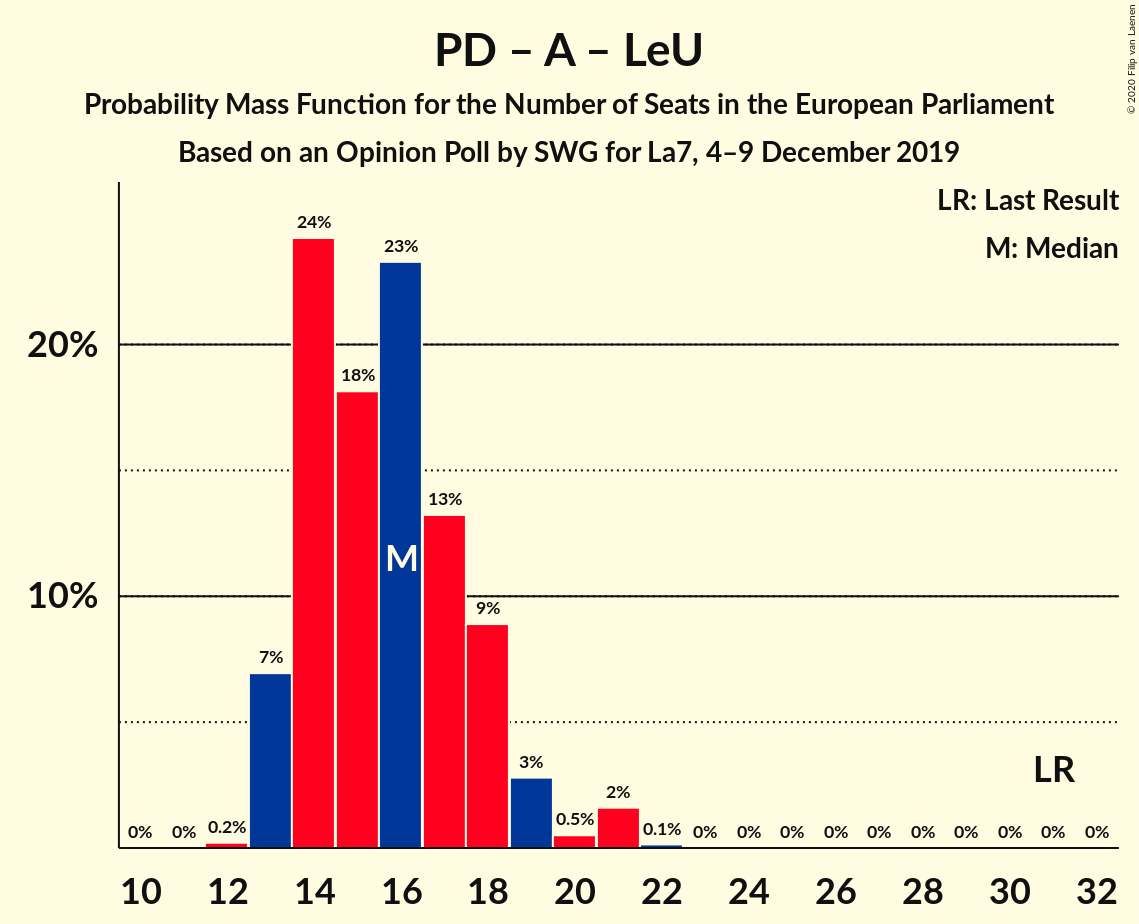 PD – A – LeU
Probability Mass Function for the Number of Seats in the European Parliament
Based on an Opinion Poll by SWG for La7, 4–9 December 2019
© 2020 Filip van Laenen
LR: Last Result
M: Median
24%
23%
20%
18%
13%
M
10%
9%
7%
3%
LR
2%
0% 0% 0.2% 0.5% 0.1% 0% 0% 0% 0% 0% 0% 0% 0% 0% 0%
10 12 14 16 18 20 22 24 26 28 30 32